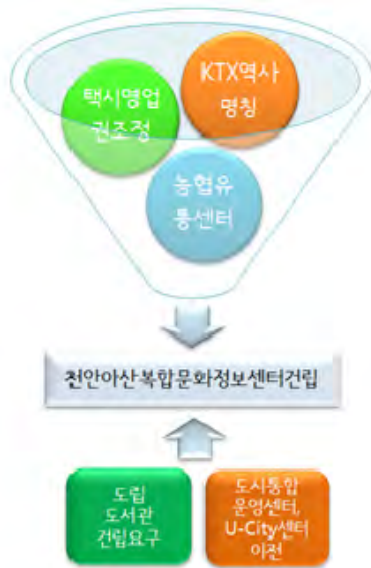 KTX역사
명칭
택시영업
권조정
농협유
통센터
천안아산복합문화정보센터건립
도립
도서관
건립요구
도시통합
운영센터,
U-City센터
이전